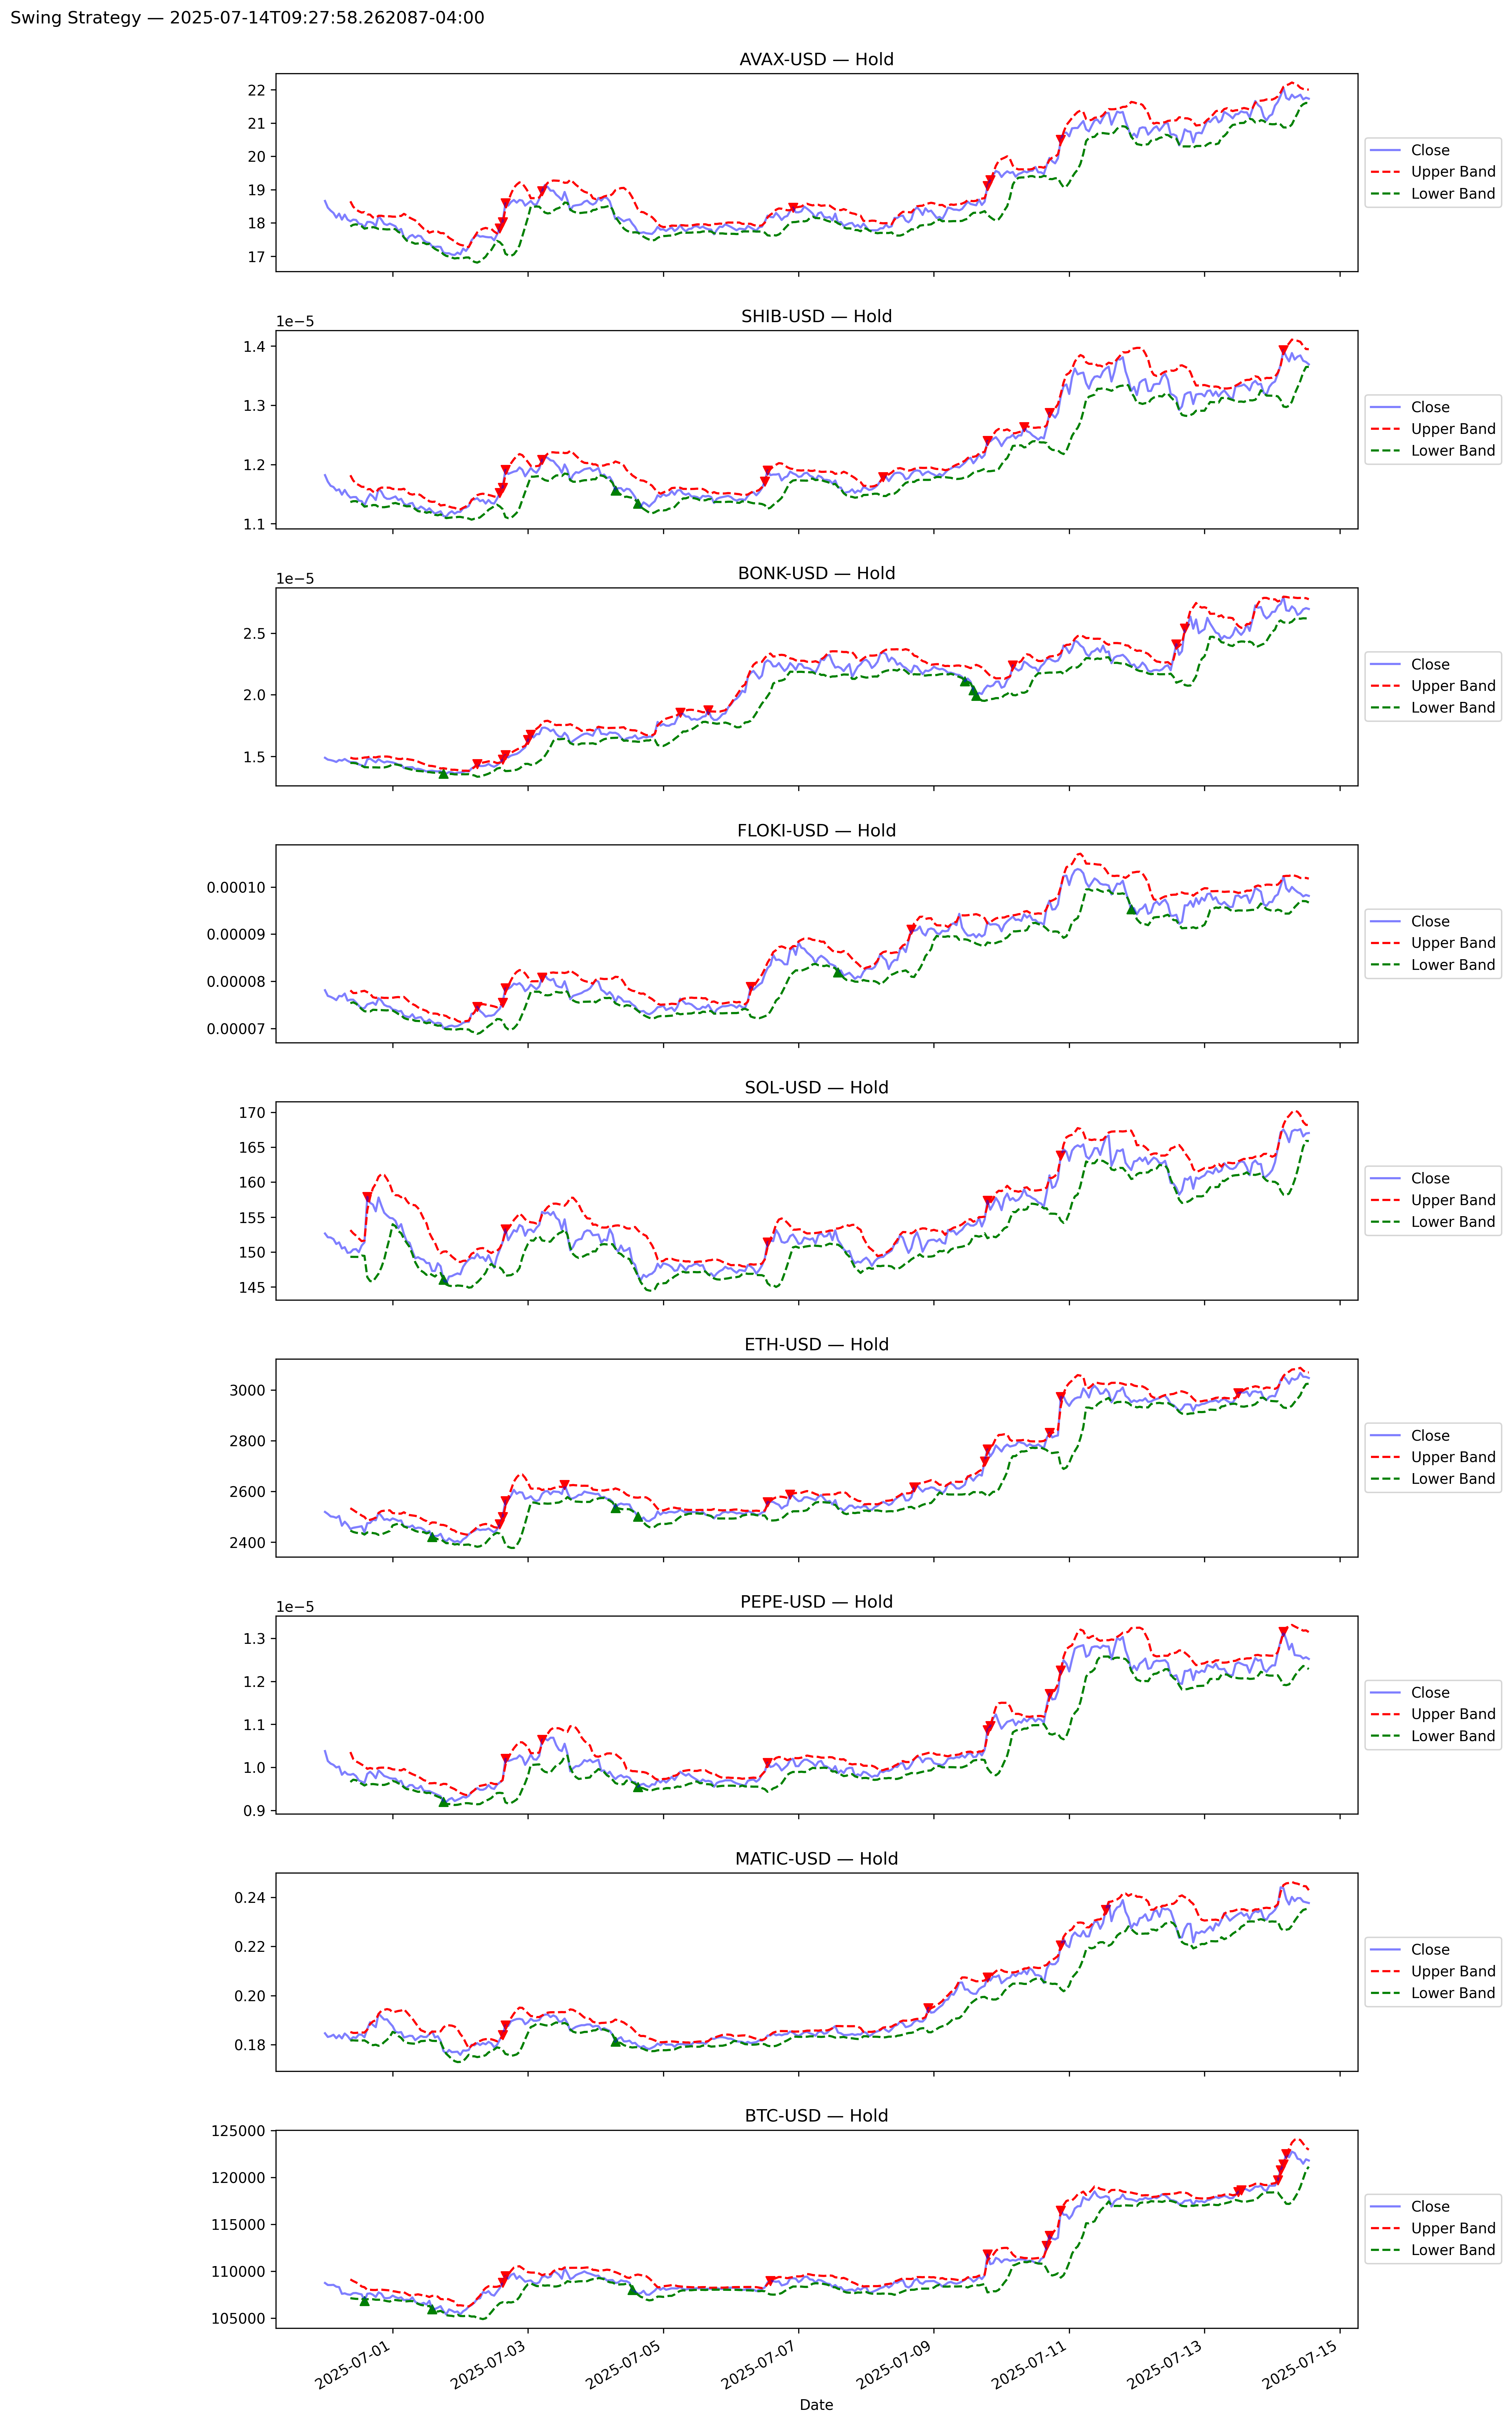 Swing Strategy — 2025-07-14T09:27:58.262087-04:00
AVAX-USD — Hold
22
21
20
19
18
17
Close
Upper Band
Lower Band
SHIB-USD — Hold
1e−5
1.4
1.3
1.2
1.1
Close
Upper Band
Lower Band
BONK-USD — Hold
1e−5
2.5
2.0
1.5
Close
Upper Band
Lower Band
FLOKI-USD — Hold
0.00010
0.00009
0.00008
0.00007
Close
Upper Band
Lower Band
SOL-USD — Hold
170
165
160
155
150
145
Close
Upper Band
Lower Band
ETH-USD — Hold
3000
2800
2600
2400
Close
Upper Band
Lower Band
PEPE-USD — Hold
1e−5
1.3
1.2
1.1
1.0
0.9
Close
Upper Band
Lower Band
MATIC-USD — Hold
0.24
0.22
0.20
0.18
Close
Upper Band
Lower Band
BTC-USD — Hold
125000
120000
115000
110000
105000
Close
Upper Band
Lower Band
2025-07-01
2025-07-03
2025-07-05
2025-07-07
2025-07-09
2025-07-11
2025-07-13
2025-07-15
Date